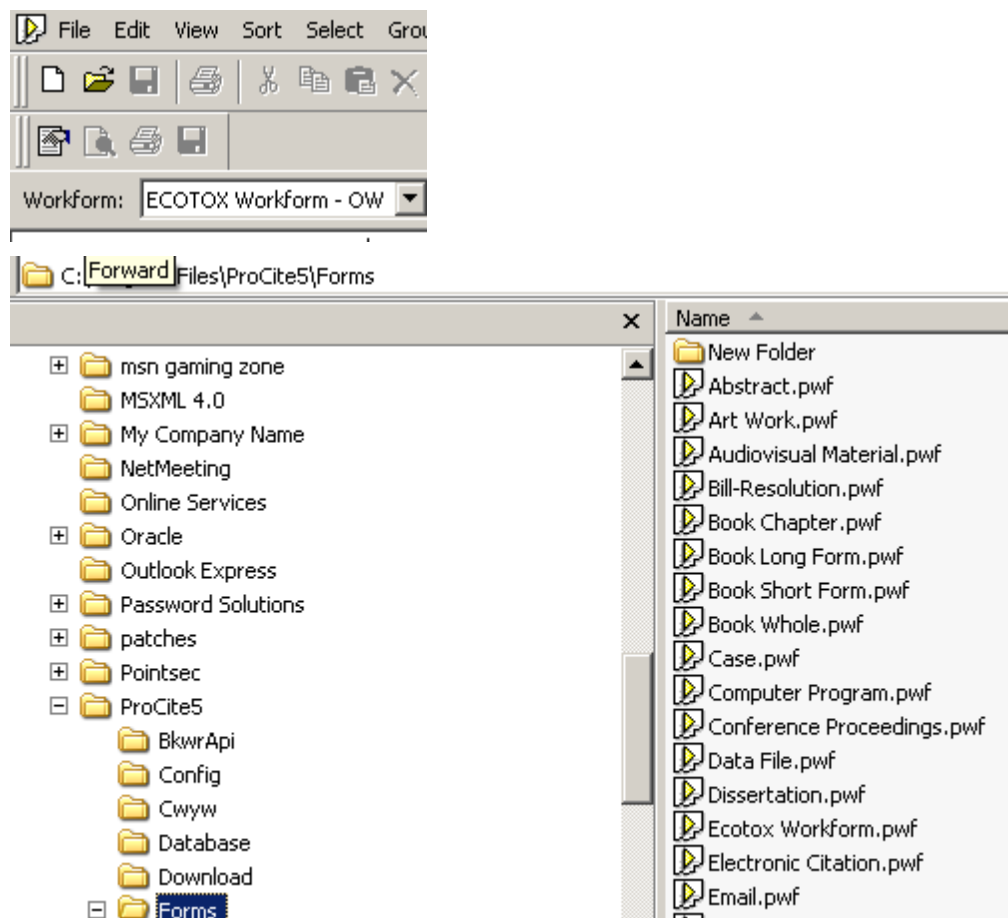 File Edit View Sort Select Grou
Workform: ECOTOX Workform - OW
C: Forward Files\ProCite5\Forms
Name
msn gaming zone
MSXML 4.0
My Company Name
NetMeeting
Online Services
Oracle
Outlook Express
Password Solutions
patches
Pointsec
ProCite5
BkwrApi
Config
Cwyw
Database
Download
Forms
New Folder
Abstract.pwf
Art Work.pwf
Audiovisual Material.pwf
Bill-Resolution.pwf
Book Chapter.pwf
Book Long Form.pwf
Book Short Form.pwf
Book Whole.pwf
Case.pwf
Computer Program.pwf
Conference Proceedings.pwf
Data File.pwf
Dissertation.pwf
Ecotox Workform.pwf
Electronic Citation.pwf
Email.pwf